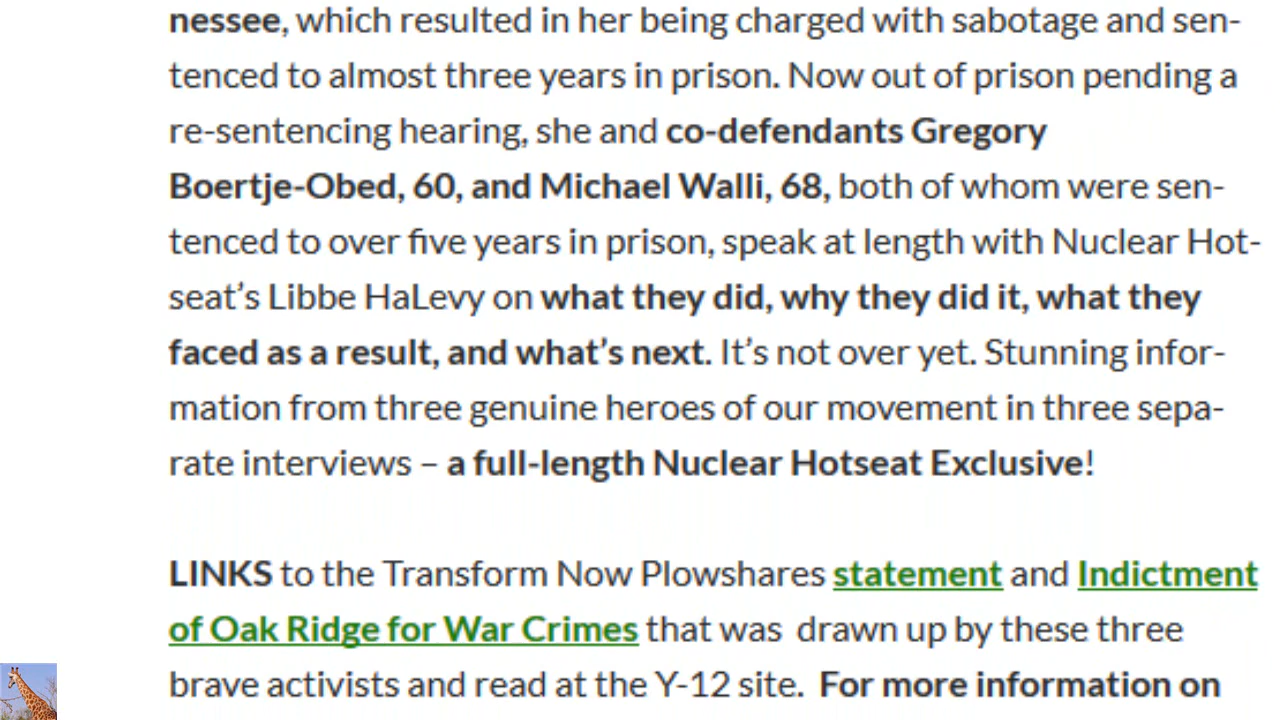 nessee, which resulted in her being charged with sabotage and sen-
tenced to almost three years in prison. Now out of prison pending a
re-sentencing hearing, she and co-defendants Gregory
Boertje-Obed, 60, and Michael Walli, 68, both of whom were sen-
tenced to over five years in prison, speak at length with Nuclear Hot-
seat’s Libbe HaLevy on what they did, why they did it, what they
faced as a result, and what’s next. It’s not over yet. Stunning infor-
mation from three genuine heroes of our movement in three sepa-
rate interviews – a full-length Nuclear Hotseat Exclusive!
LINKS to the Transform Now Plowshares statement and Indictment
of Oak Ridge for War Crimes that was  drawn up by these three
brave activists and read at the Y-12 site.  For more information on